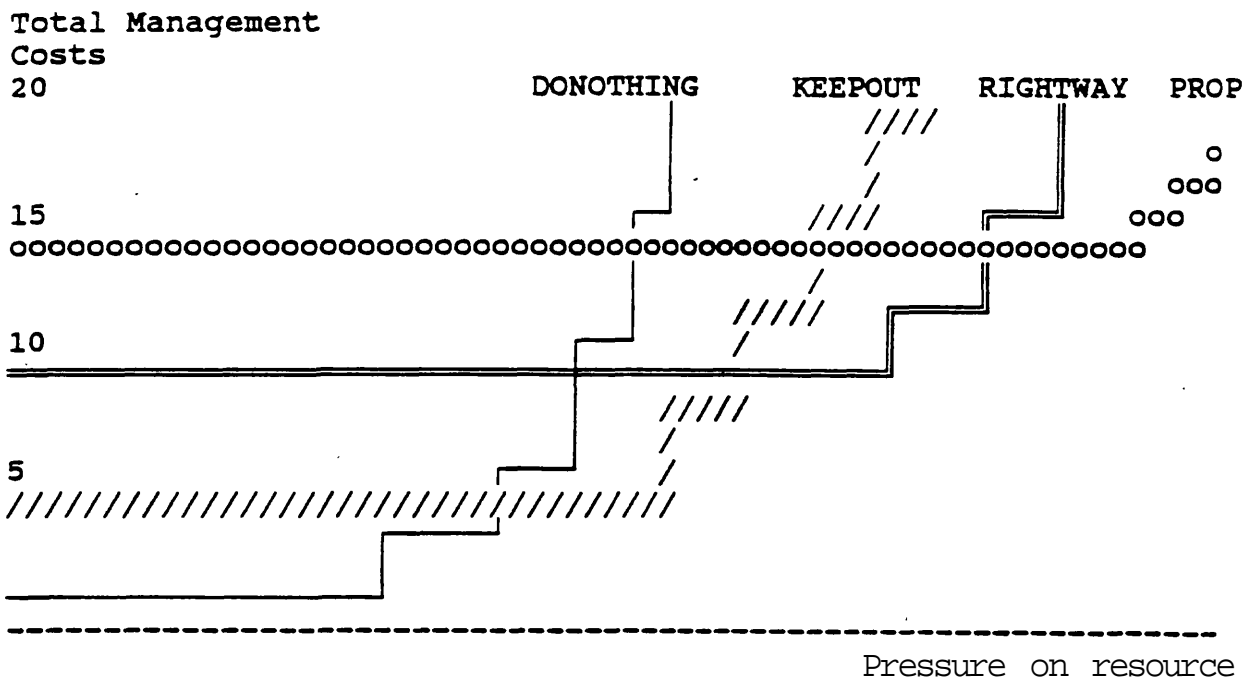 Total Management
Costs
20 DONOTHING KEEPOUT RIGHTWAY PROP
15
10
5
Pressure on resource